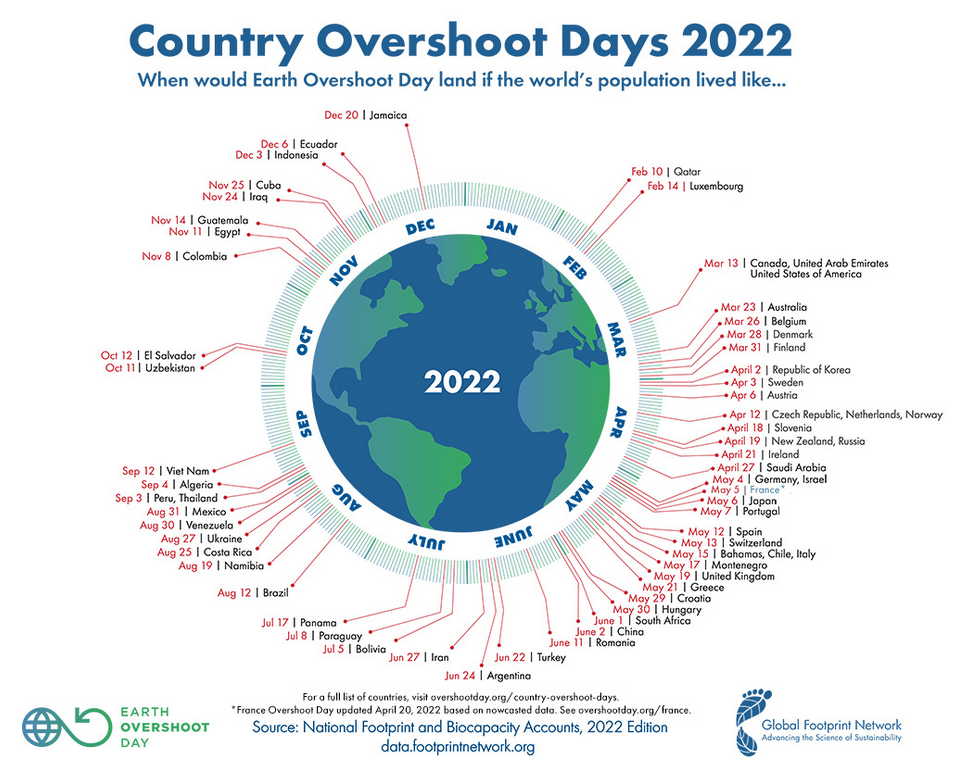 Country Overshoot Days 2022
When would Earth Overshoot Day land if the world's population lived like...
Dec 20 | Jamaica
Dec 6 | Ecuador
Dec 3 | Indonesia
Nov 25 | Cuba
Nov 24 | Iraq
Nov 14 | Guatemala
Nov 11 | Egypt
Nov 8 | Colombia
Oct 12 | El Salvador
Oct 11 | Uzbekistan
Sep 12 | Viet Nam
Sep 4 | Algeria
Sep 3 | Peru, Thailand
Aug 31 | Mexico
Aug 30 | Venezuela
Aug 27 | Ukraine
Aug 25 | Costa Rica
Aug 19 | Namibia
Aug 12 | Brazil
Jul 17 | Panama
Jul 8 | Paraguay
Jul 5 | Bolivia
Jun 27 | Iran
Jun 24 | Argentina
Jun 22 | Turkey
Feb 10 | Qatar
Feb 14 | Luxembourg
Mar 13 | Canada, United Arab Emirates
United States of America
Mar 23 | Australia
Mar 26 | Belgium
Mar 28 | Denmark
Mar 31 | Finland
April 2 | Republic of Korea
Apr 3 | Sweden
Apr 6 | Austria
Apr 12 | Czech Republic, Netherlands, Norway
April 18 | Slovenia
April 19 | New Zealand, Russia
April 21 | Ireland
April 27 | Saudi Arabia
May 4 | Germany, Israel
May 5 | France*
May 6 | Japan
May 7 | Portugal
May 12 | Spain
May 13 | Switzerland
May 15 | Bahamas, Chile, Italy
May 17 | Montenegro
May 19 | United Kingdom
May 21 | Greece
May 29 | Croatia
May 30 | Hungary
June 1 | South Africa
June 2 | China
June 11 | Romania
JAN
FEB
MAR
APR
MAY
JUNE
JULY
AUG
SEP
OCT
NOV
DEC
2022
For a full list of countries, visit overshootday.org/country-overshoot-days.
*France Overshoot Day updated April 20, 2022 based on nowcasted data. See overshootday.org/france.
Source: National Footprint and Biocapacity Accounts, 2022 Edition
data.footprintnetwork.org
EARTH
OVERSHOOT
DAY
Global Footprint Network
Advancing the Science of Sustainability